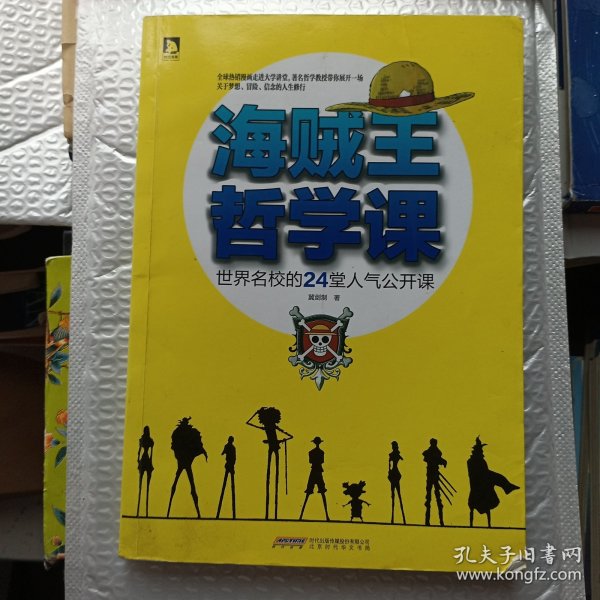 全球热销漫画走进大学讲堂，著名哲学教授带你展开一场
关于梦想、冒险、信念的人生修行
海贼王
哲学课
世界名校的24堂人气公开课
冀剑制 著
APGTIME 时代出版传媒股份有限公司
北京时代华文书局
孔夫子旧书网
www.kongfz.com